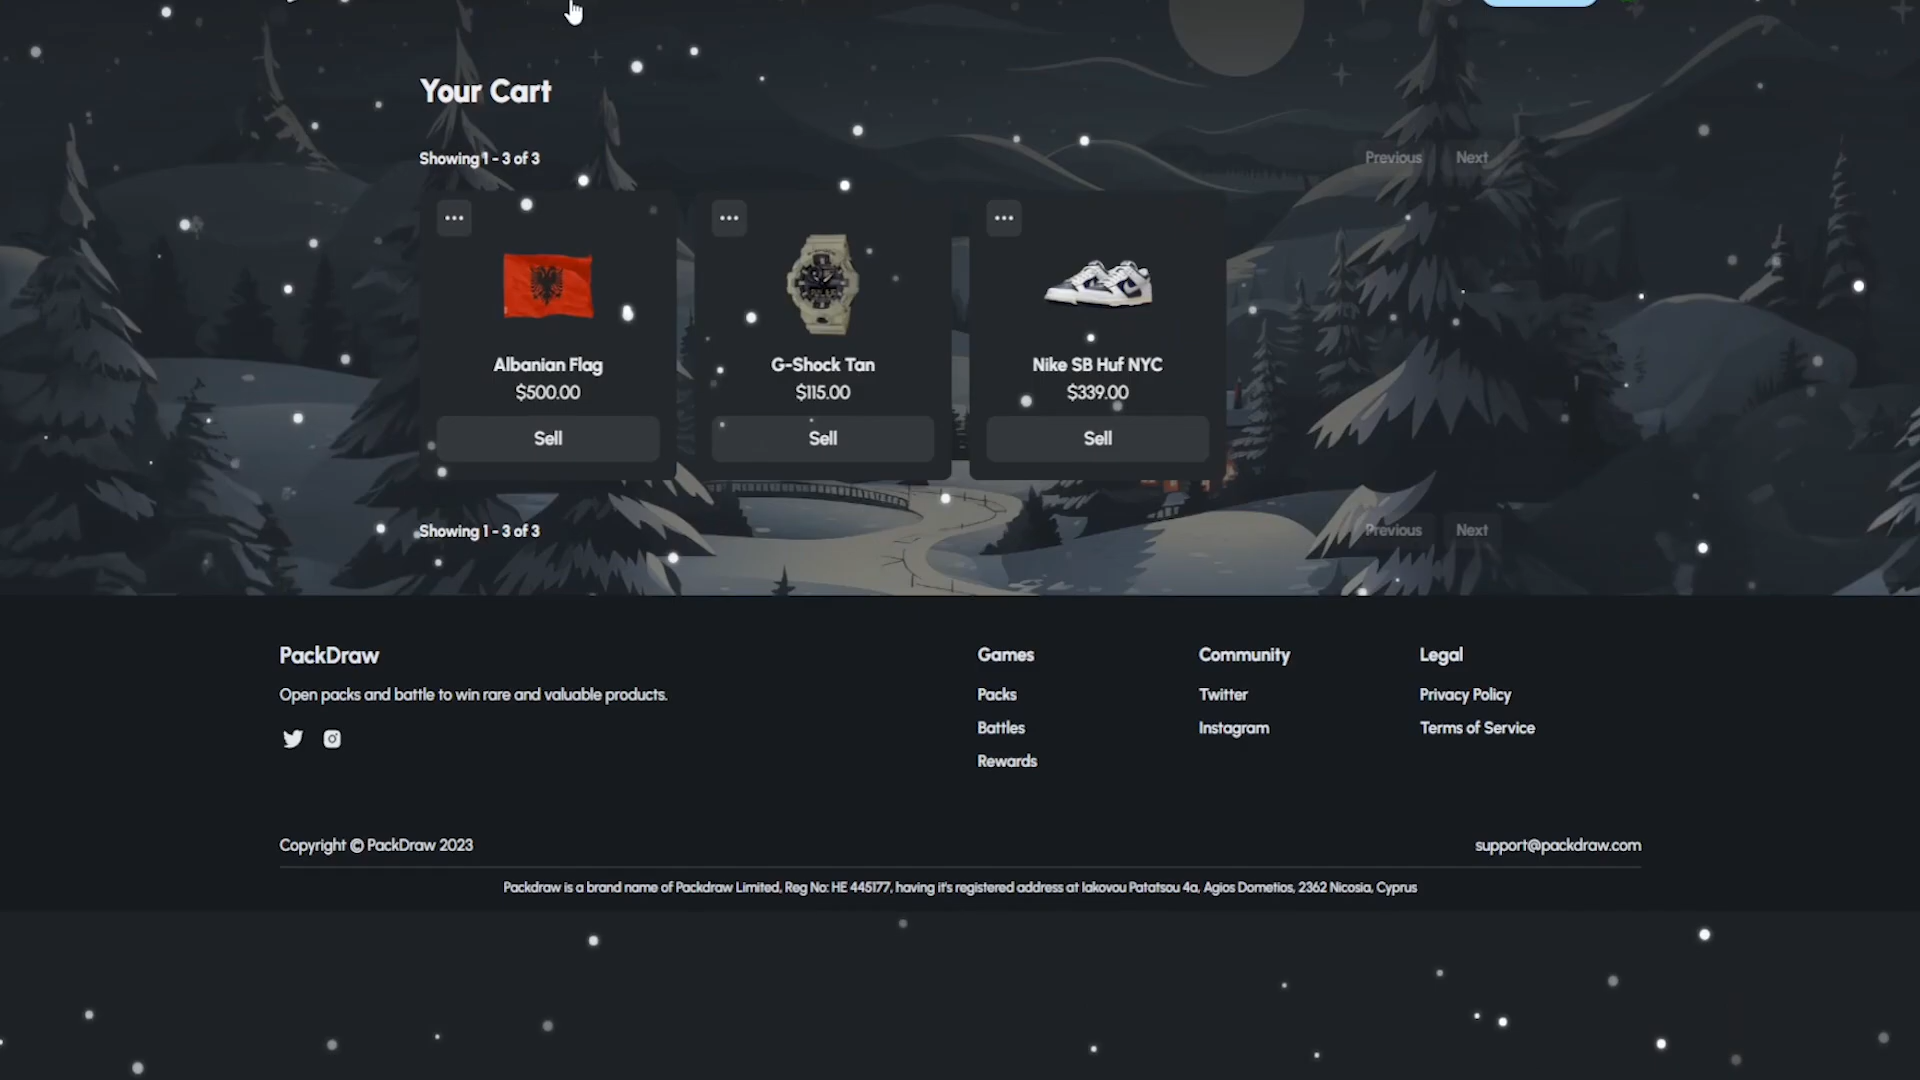 Your Cart
Showing 1 - 3 of 3
Previous Next
Albanian Flag
$500.00
Sell
G-Shock Tan
$115.00
Sell
Nike SB Huf NYC
$339.00
Sell
Showing 1 - 3 of 3
Previous Next
PackDraw
Open packs and battle to win rare and valuable products.
Games
Packs
Battles
Rewards
Community
Twitter
Instagram
Legal
Privacy Policy
Terms of Service
Copyright © PackDraw 2023
support@packdraw.com
Packdraw is a brand name of Packdraw Limited, Reg No: HE 445177, having it's registered address at Iakovou Patatsou 4a, Agios Dometios, 2362 Nicosia, Cyprus